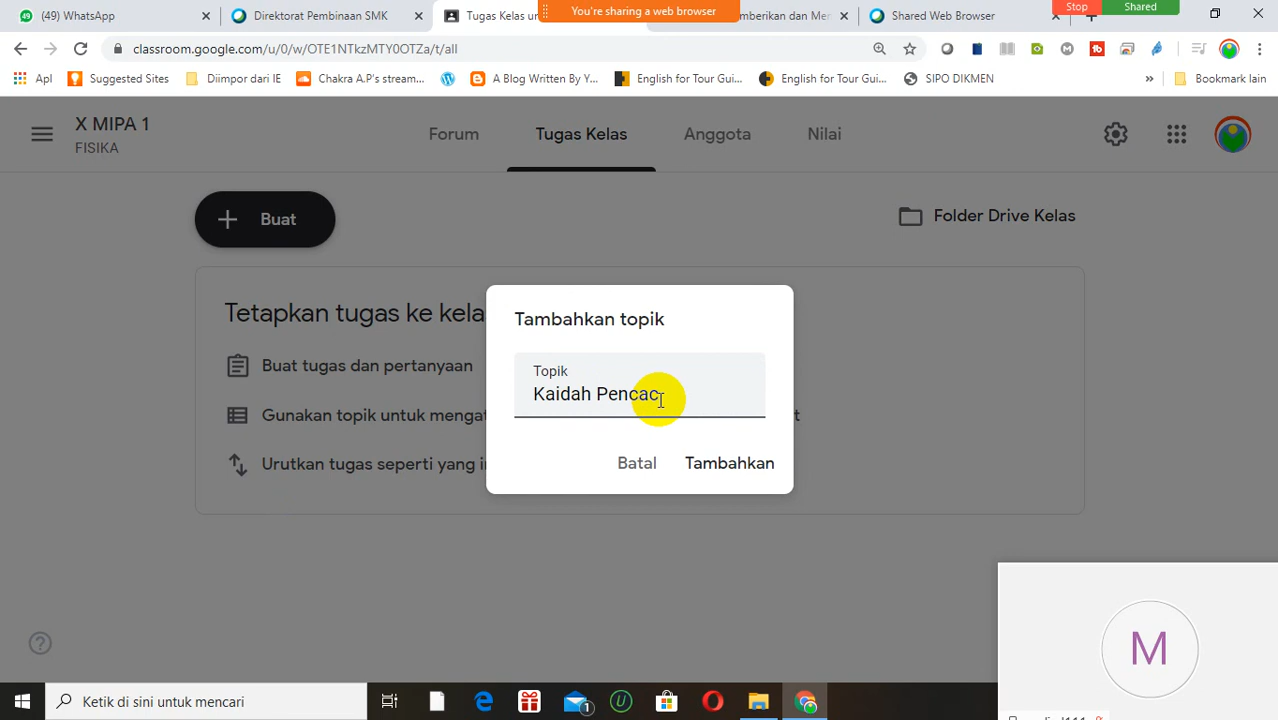 (49) WhatsApp
Direktorat Pembinaan SMK
Tugas Kelas un
You're sharing a web browser
Shared Web Browser
Stop
Shared
classroom.google.com/u/0/w/OTE1NTkzMTY0OTZa/t/all
Apl
Suggested Sites
Diimpor dari IE
Chakra A.P's stream...
A Blog Written By Y...
English for Tour Gui...
English for Tour Gui...
SIPO DIKMEN
»
Bookmark lain
X MIPA 1
FISIKA
Forum
Tugas Kelas
Anggota
Nilai
Buat
Folder Drive Kelas
Tetapkan tugas ke kela
Buat tugas dan pertanyaan
Gunakan topik untuk mengat
t
Urutkan tugas seperti yang i
Tambahkan topik
Topik
Kaidah Pencac
Batal
Tambahkan
M
Ketik di sini untuk mencari
1